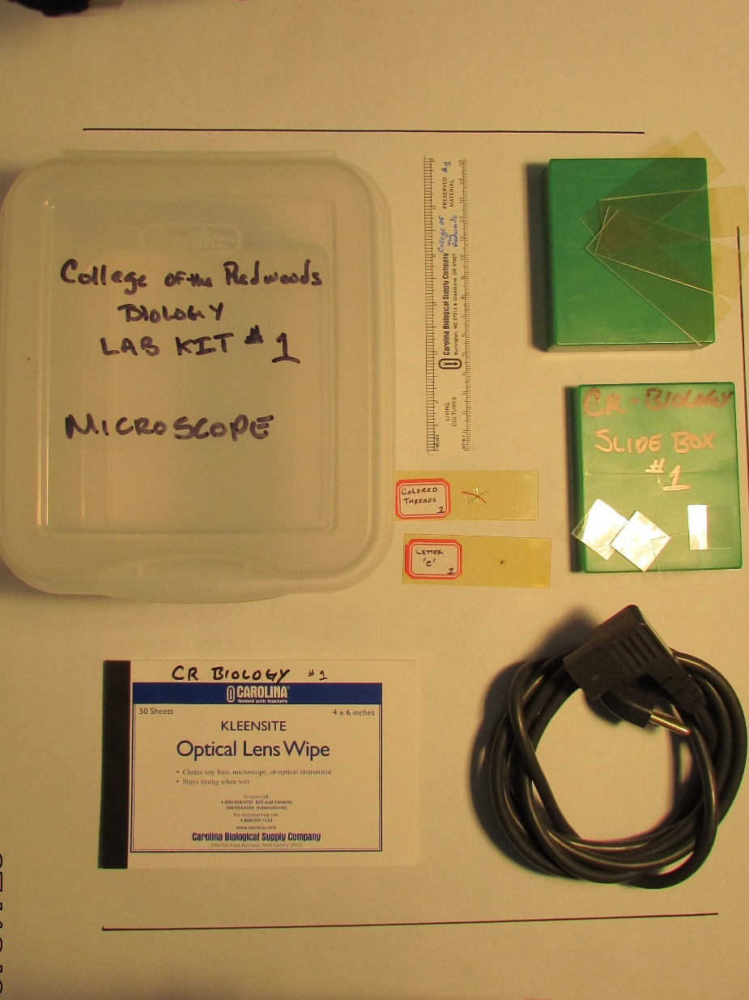 Sterilite
College of the Redwoods
BIOLOGY
LAB KIT #1
MICROSCOPE
PRESERVED
MATERIAL
#1
College of
the
Redwoods
Carolina Biological Supply Company
Burlington, NC 27215 & Gladstone, OR 97027
LIVING
CULTURES
INCHES
METRIC
CR - BIOLOGY
SLIDE BOX
#1
COLORED
THREADS
1
LETTER
'e'
1
CR BIOLOGY #1
CAROLINA®
Teamed with Teachers
50 Sheets
4 x 6 inches
KLEENSITE
Optical Lens Wipe
• Cleans any lens, microscope, or optical instrument
• Stays strong when wet
To order call:
1-800-334-5551 (US and Canada)
(International)
For technical help call
1-800-227-1150
www.carolina.com
Carolina Biological Supply Company
2700 York Road, Burlington, North Carolina 27215